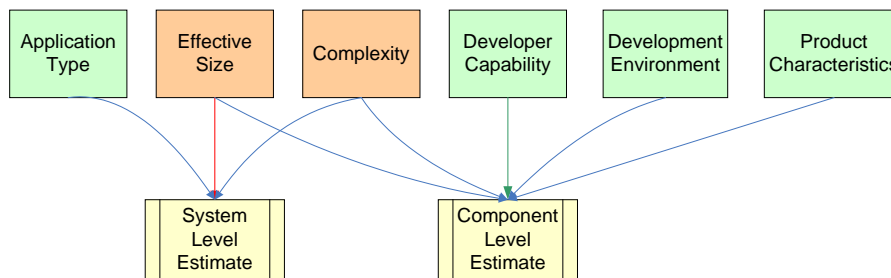 Application
Type
Effective
Size
Complexity
Developer
Capability
Development
Environment
Product
Characteristics
System
Level
Estimate
Component
Level
Estimate